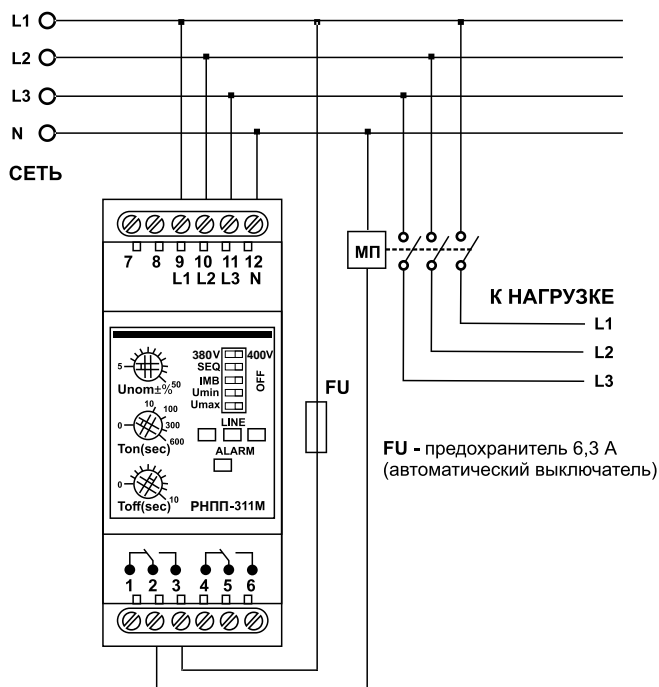 L1
L2
L3
N
СЕТЬ
7 8 9 10 11 12
L1 L2 L3 N
МП
К НАГРУЗКЕ
L1
L2
L3
380V 400V
SEQ
IMB
Umin
Umax
OFF
5 50
Unom±%
LINE
ALARM
0 10 100 300 600
Ton(sec)
0 10
Toff(sec)
РНПП-311М
FU
FU - предохранитель 6,3 А
(автоматический выключатель)
1 2 3 4 5 6